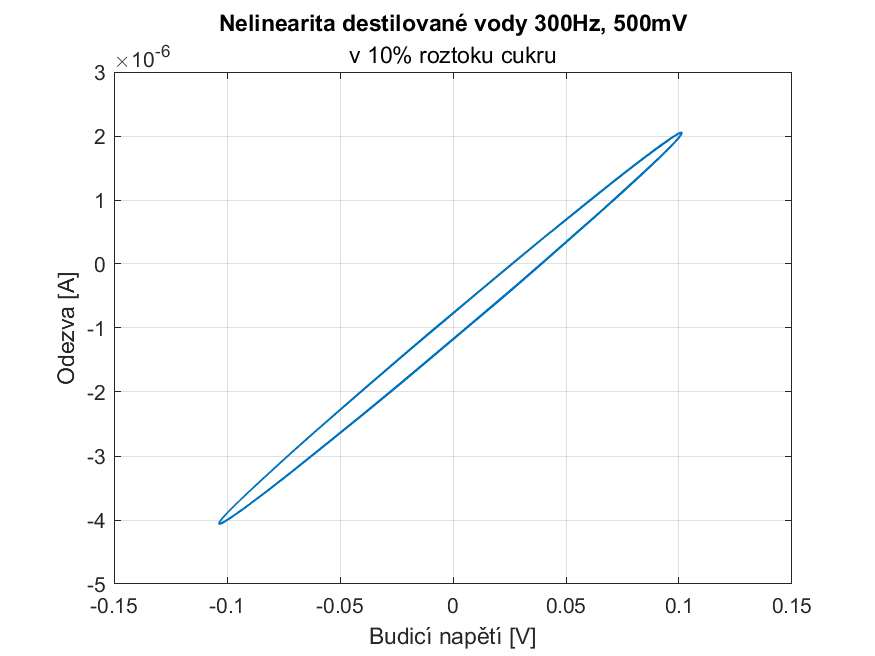 Nelinearita destilované vody 300Hz, 500mV
v 10% roztoku cukru
×10-6
3
2
1
0
-1
-2
-3
-4
-5
Odezva [A]
-0.15 -0.1 -0.05 0 0.05 0.1 0.15
Budicí napětí [V]